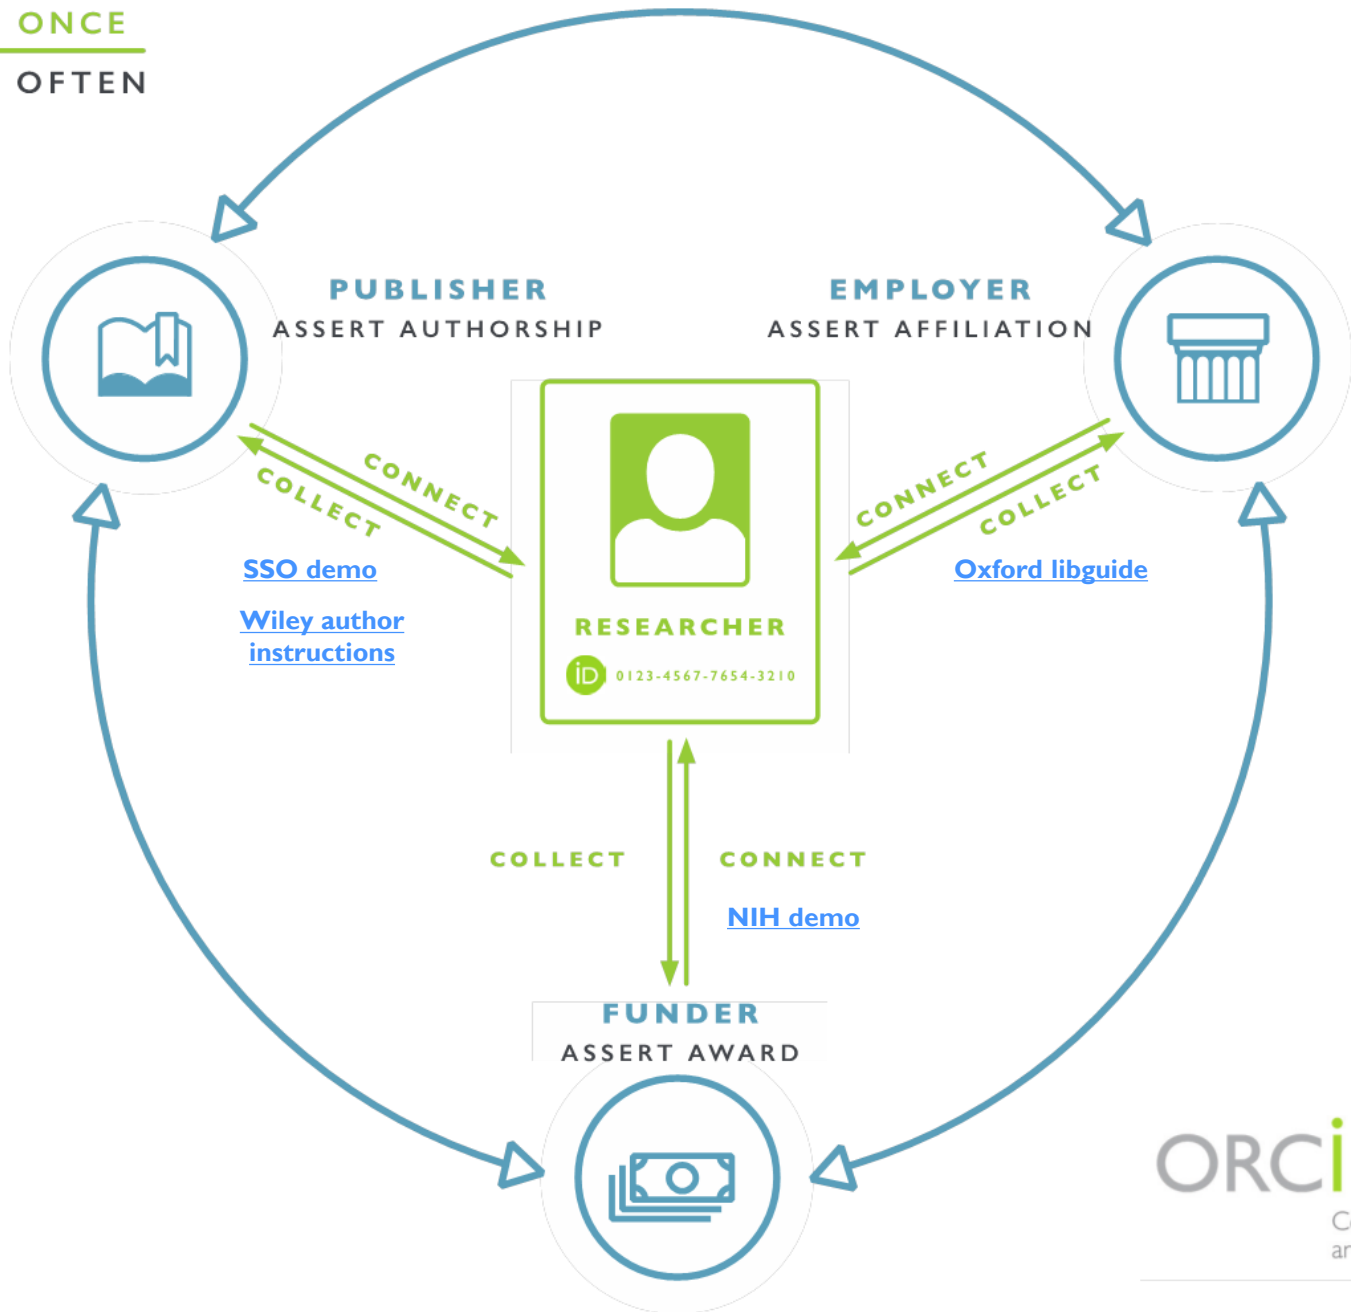 ONCE
OFTEN
PUBLISHER
ASSERT AUTHORSHIP
EMPLOYER
ASSERT AFFILIATION
CONNECT
COLLECT
CONNECT
COLLECT
SSO demo
Wiley author
instructions
Oxford libguide
RESEARCHER
iD 0123-4567-7654-3210
COLLECT
CONNECT
NIH demo
FUNDER
ASSERT AWARD
ORCi